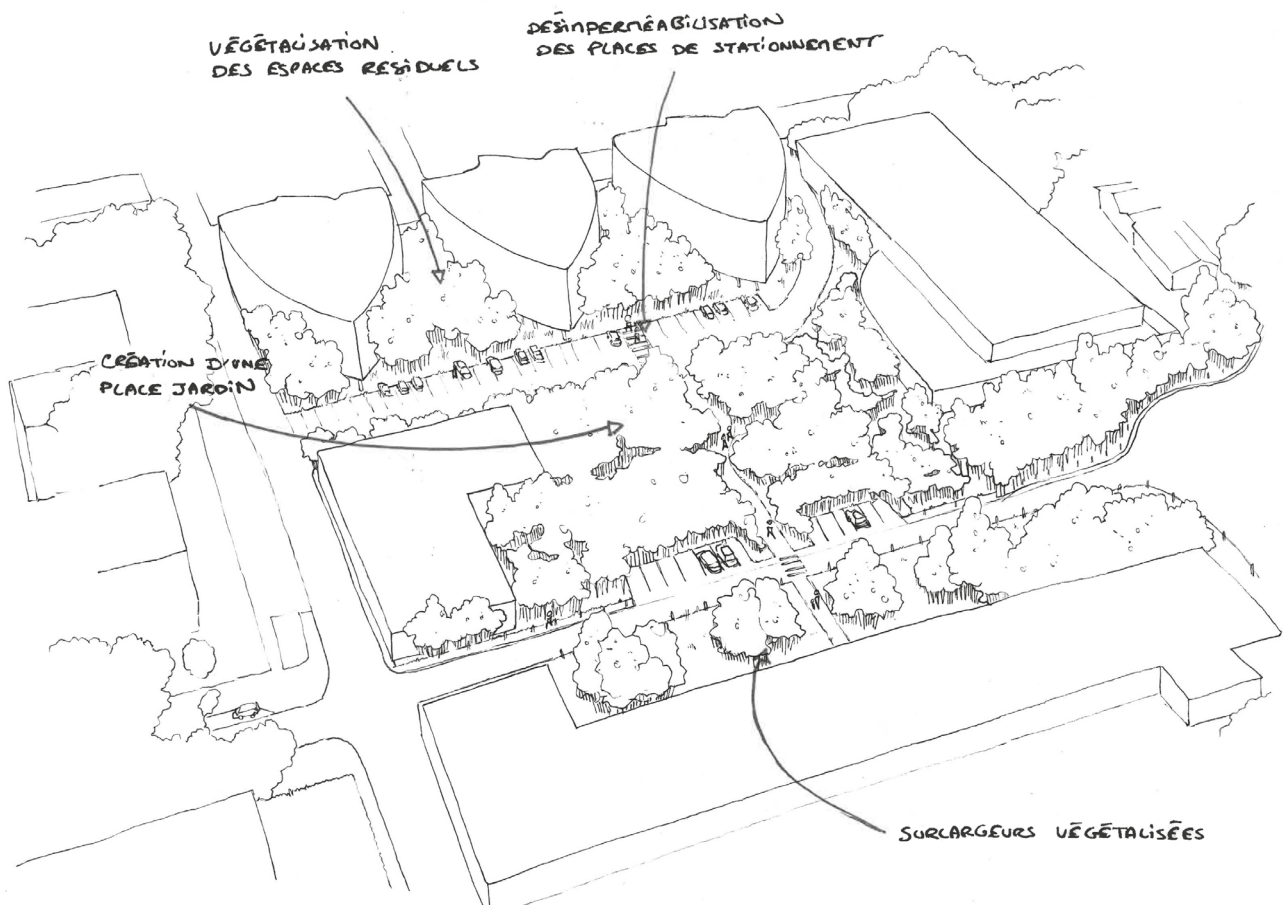 VÉGÉTALISATION
DES ESPACES RESIDUELS
DESIMPERMÉABILISATION
DES PLACES DE STATIONNEMENT
CRÉATION D'UNE
PLACE JARDIN
SURLARGEURS VÉGÉTALISÉES